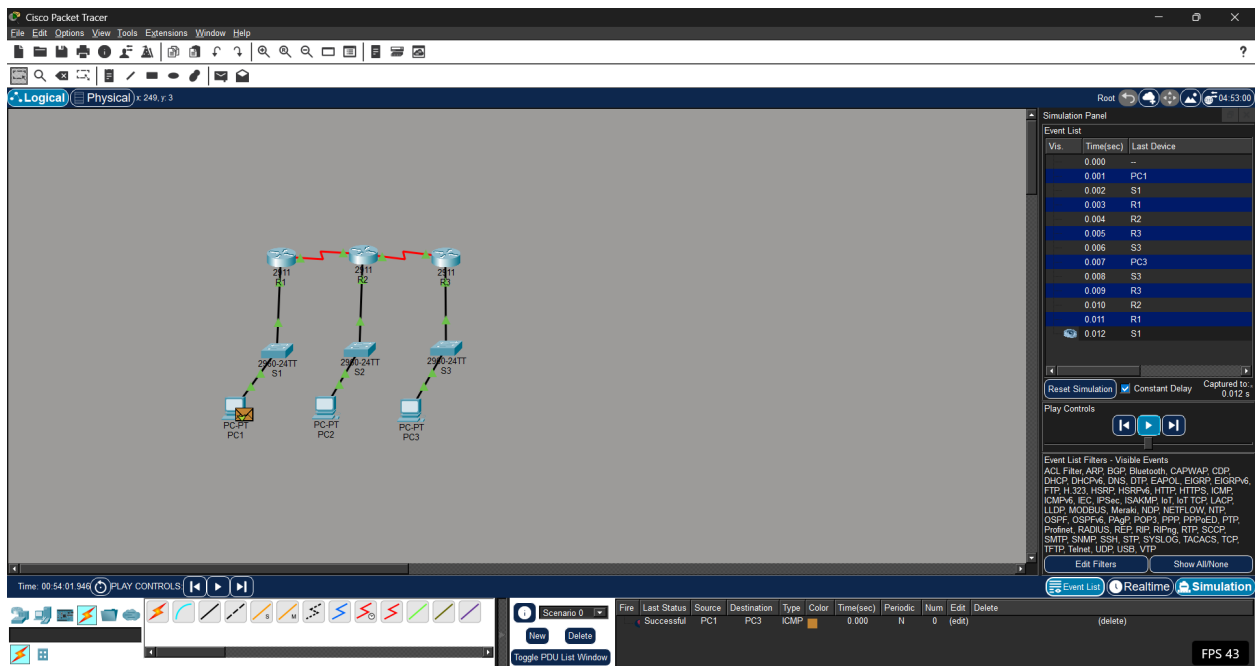 Cisco Packet Tracer
File Edit Options View Tools Extensions Window Help
?
Logical Physical x: 249, y: 3
Root 04:53:00
Simulation Panel
Event List
Vis. Time(sec) Last Device
0.000 --
0.001 PC1
0.002 S1
0.003 R1
0.004 R2
0.005 R3
0.006 S3
0.007 PC3
0.008 S3
0.009 R3
0.010 R2
0.011 R1
0.012 S1
Reset Simulation Constant Delay Captured to:
0.012 s
Play Controls
Event List Filters - Visible Events
ACL Filter, ARP, BGP, Bluetooth, CAPWAP, CDP,
DHCP, DHCPv6, DNS, DTP, EAPOL, EIGRP, EIGRPv6,
FTP, H.323, HSRP, HSRPv6, HTTP, HTTPS, ICMP,
ICMPv6, IEC, IPSec, ISAKMP, IoT, IoT TCP, LACP,
LLDP, MODBUS, Meraki, NDP, NETFLOW, NTP,
OSPF, OSPFv6, PAgP, POP3, PPP, PPPoED, PTP,
Profinet, RADIUS, REP, RIP, RIPng, RTP, SCCP,
SMTP, SNMP, SSH, STP, SYSLOG, TACACS, TCP,
TFTP, Telnet, UDP, USB, VTP
Edit Filters Show All/None
2911 2911 2911
R1 R2 R3
2960-24TT 2960-24TT 2960-24TT
S1 S2 S3
PC-PT PC-PT PC-PT
PC1 PC2 PC3
Time: 00:54:01.946 PLAY CONTROLS:
Event List Realtime Simulation
Scenario 0
New Delete
Toggle PDU List Window
Fire Last Status Source Destination Type Color Time(sec) Periodic Num Edit Delete
Successful PC1 PC3 ICMP 0.000 N 0 (edit) (delete)
FPS 43